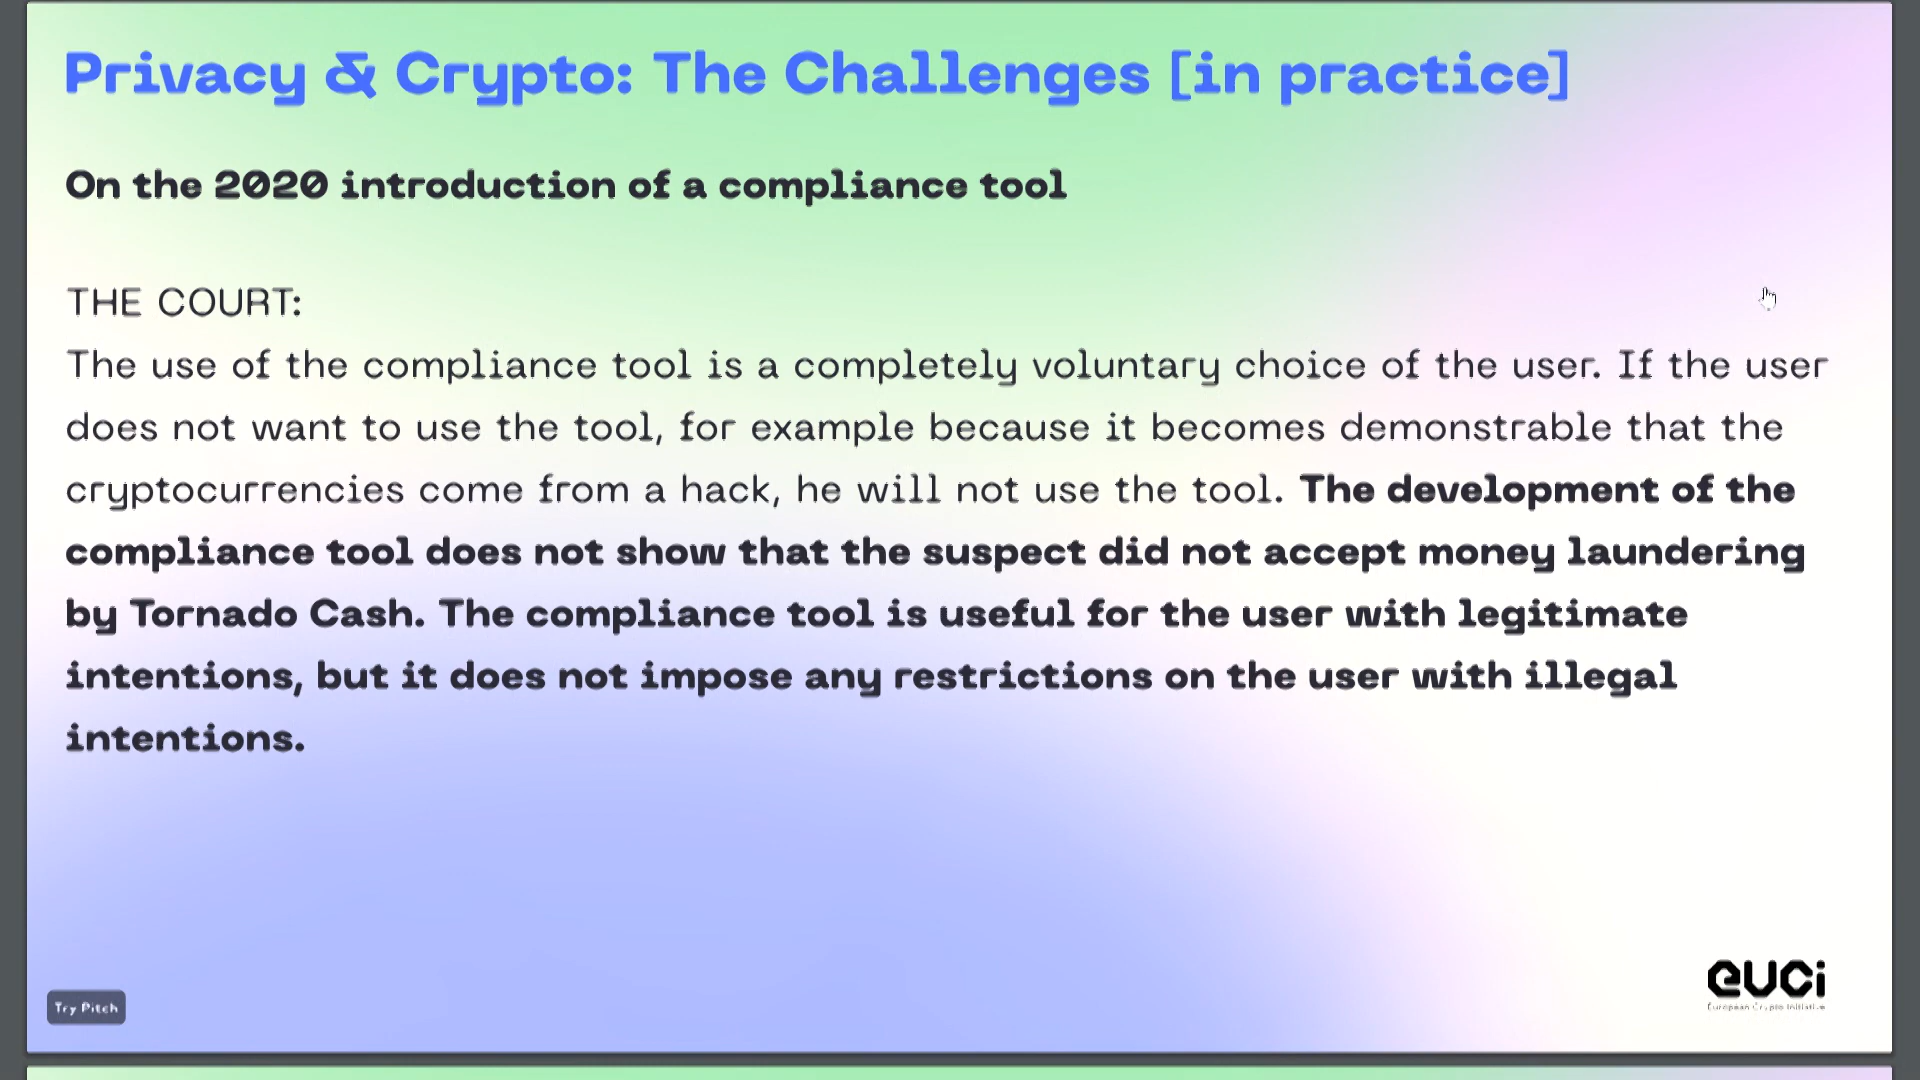 Privacy & Crypto: The Challenges [in practice]
On the 2020 introduction of a compliance tool
THE COURT:
The use of the compliance tool is a completely voluntary choice of the user. If the user
does not want to use the tool, for example because it becomes demonstrable that the
cryptocurrencies come from a hack, he will not use the tool. The development of the
compliance tool does not show that the suspect did not accept money laundering
by Tornado Cash. The compliance tool is useful for the user with legitimate
intentions, but it does not impose any restrictions on the user with illegal
intentions.
Try Pitch
euci
European Crypto Initiative